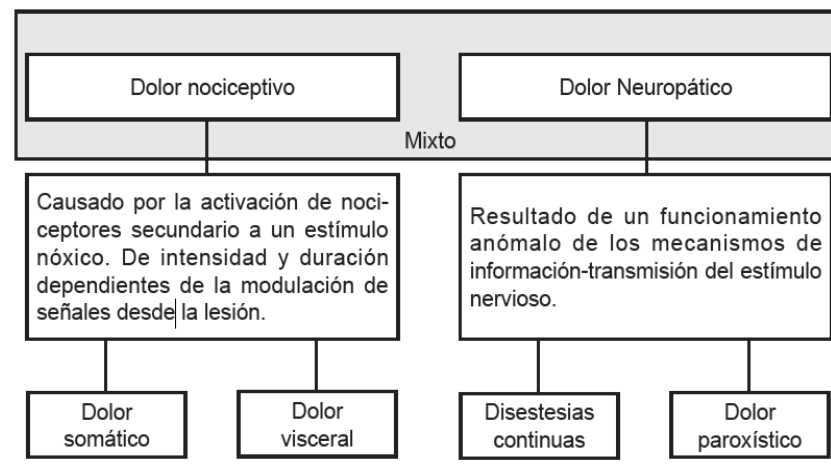 Dolor nociceptivo
Dolor Neuropático
Mixto
Causado por la activación de noci-
ceptores secundario a un estímulo
nóxico. De intensidad y duración
dependientes de la modulación de
señales desde la lesión.
Resultado de un funcionamiento
anómalo de los mecanismos de
información-transmisión del estímulo
nervioso.
Dolor
somático
Dolor
visceral
Disestesias
continuas
Dolor
paroxístico